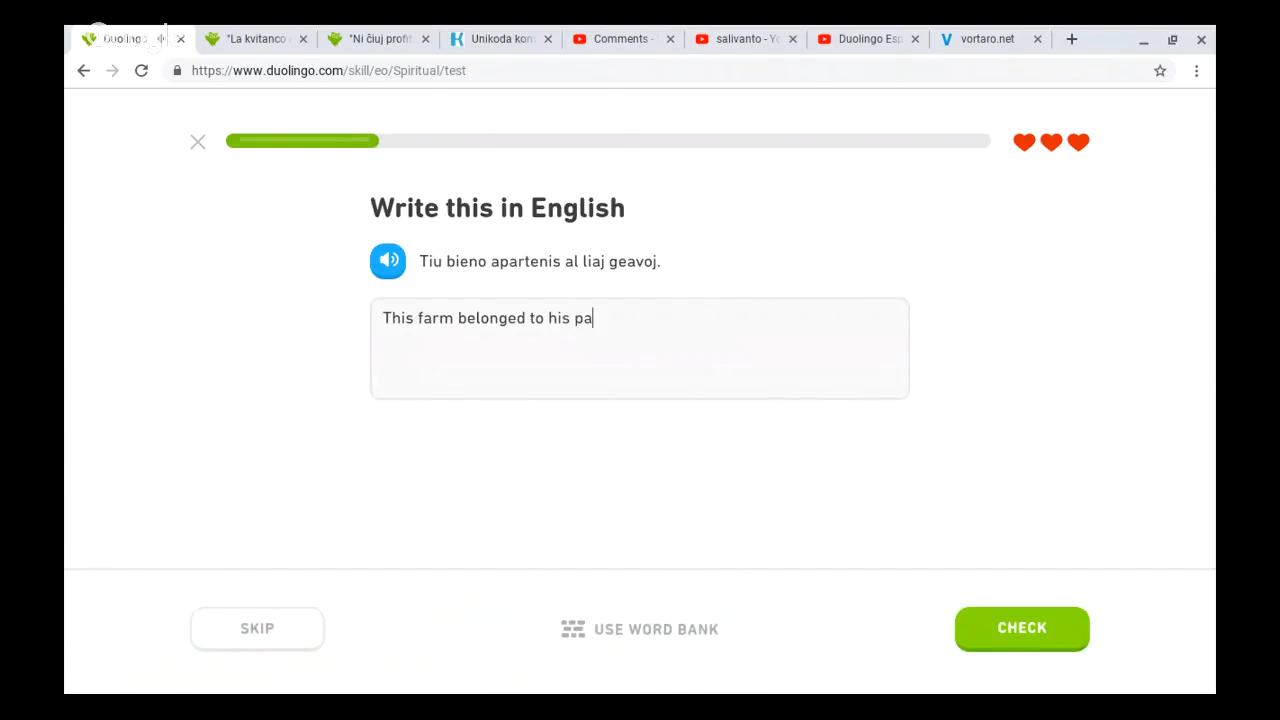 Duolingo
"La kvitanco
"Ni ĉiuj profit
Unikoda kon
Comments -
salivanto - Yo
Duolingo Esp
vortaro.net
https://www.duolingo.com/skill/eo/Spiritual/test
Write this in English
Tiu bieno apartenis al liaj geavoj.
This farm belonged to his pa
SKIP
USE WORD BANK
CHECK